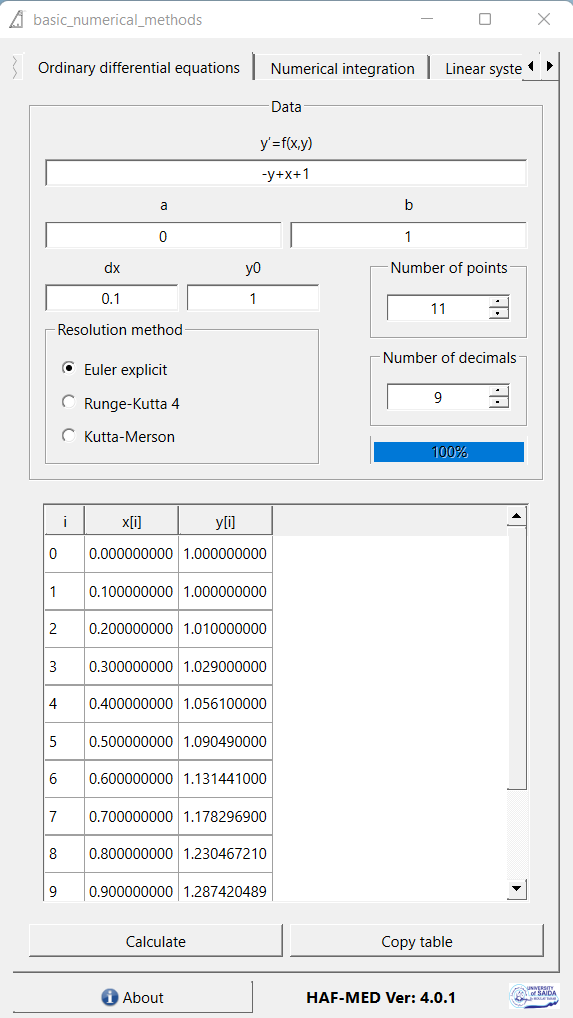 basic_numerical_methods
Ordinary differential equations Numerical integration Linear syste
Data
y'=f(x,y)
-y+x+1
a b
0 1
dx y0 Number of points
0.1 1 11
Resolution method Number of decimals
Euler explicit
Runge-Kutta 4 9
Kutta-Merson 100%
i x[i] y[i]
0 0.000000000 1.000000000
1 0.100000000 1.000000000
2 0.200000000 1.010000000
3 0.300000000 1.029000000
4 0.400000000 1.056100000
5 0.500000000 1.090490000
6 0.600000000 1.131441000
7 0.700000000 1.178296900
8 0.800000000 1.230467210
9 0.900000000 1.287420489
Calculate Copy table
About HAF-MED Ver: 4.0.1
UNIVERSITY
of SAIDA